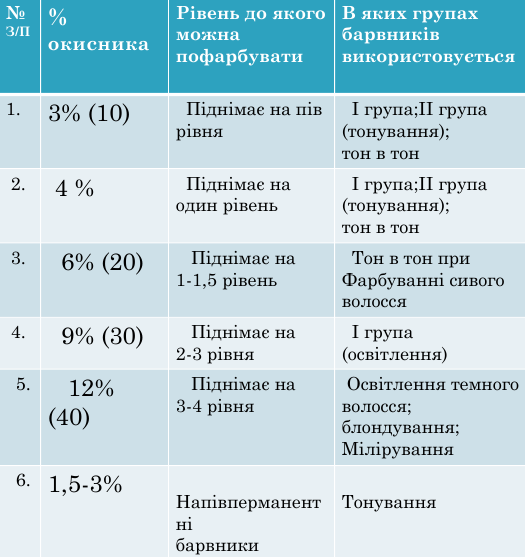 №
З/П
%
окисника
Рівень до якого
можна
пофарбувати
В яких групах
барвників
використовується
1.
3% (10)
Піднімає на пів
рівня
І група;ІІ група
(тонування);
тон в тон
2.
4 %
Піднімає на
один рівень
І група;ІІ група
(тонування);
тон в тон
3.
6% (20)
Піднімає на
1-1,5 рівень
Тон в тон при
Фарбуванні сивого
волосся
4.
9% (30)
Піднімає на
2-3 рівня
І група
(освітлення)
5.
12%
(40)
Піднімає на
3-4 рівня
Освітлення темного
волосся;
блондування;
Мілірування
6.
1,5-3%
Напівперманент
ні
барвники
Тонування